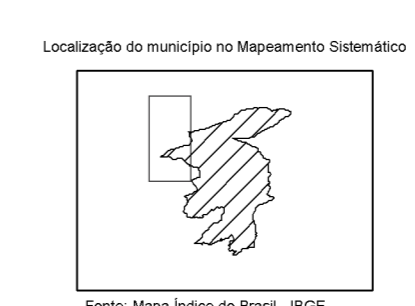 Localização do município no Mapeamento Sistemático
Fonte: Mapa Índice do Brasil - IBGE